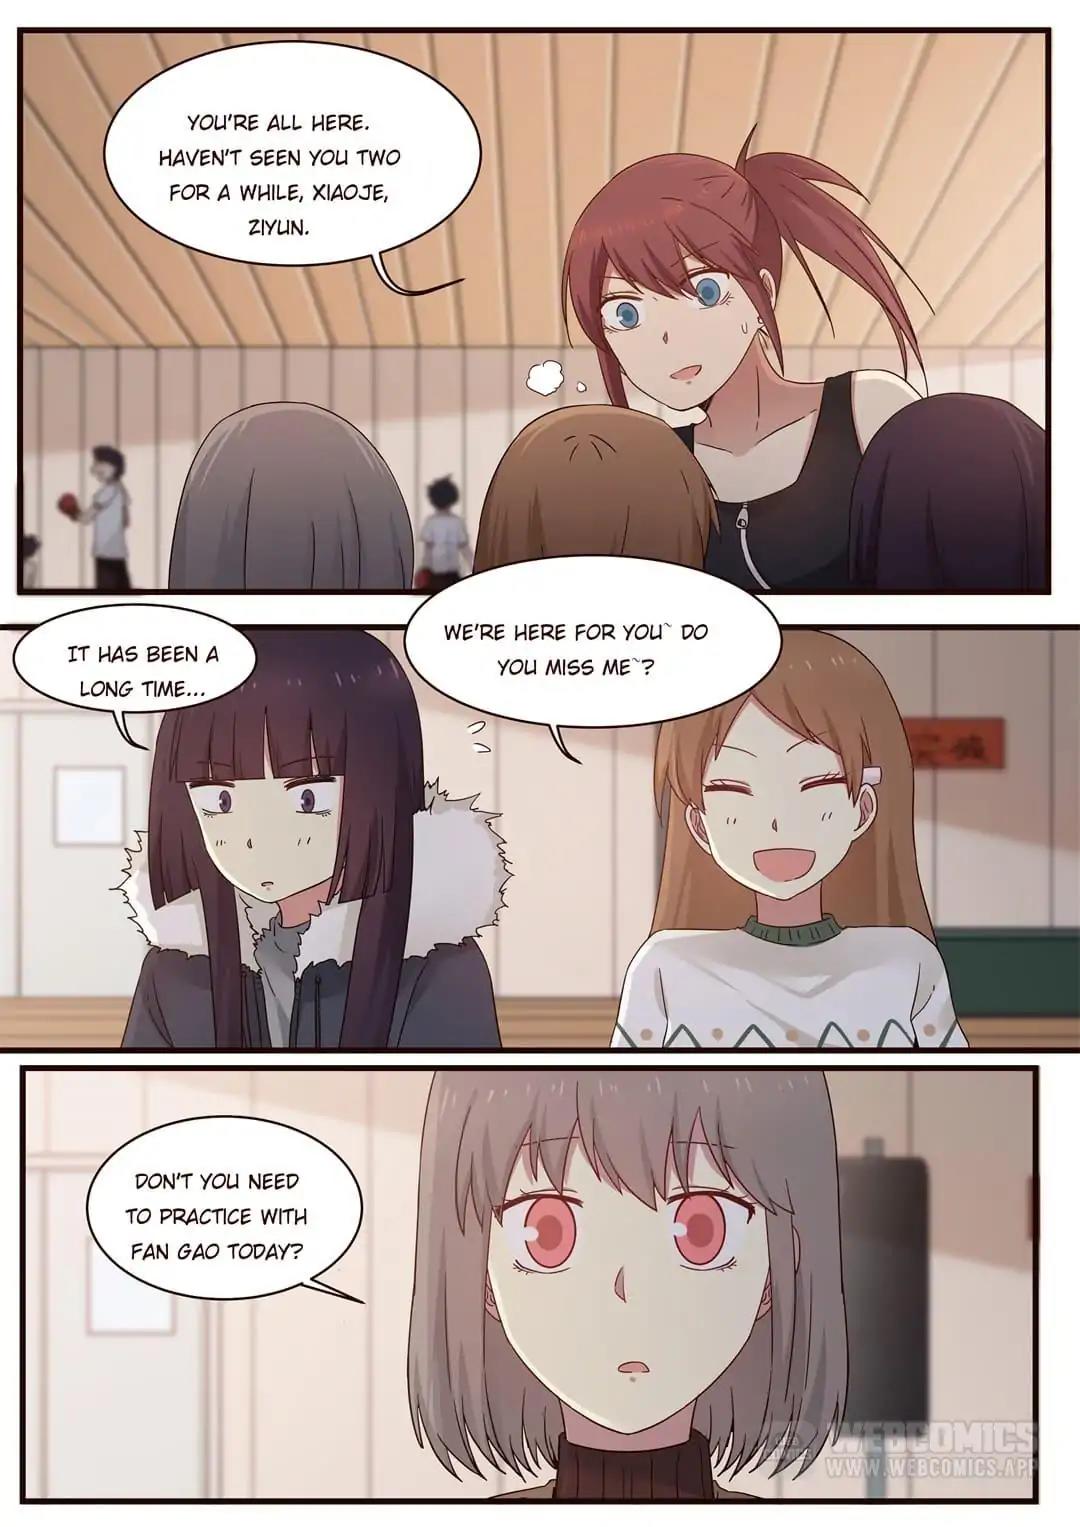 YOU'RE ALL HERE.
HAVEN'T SEEN YOU TWO
FOR A WHILE, XIAOJE,
ZIYUN.
IT HAS BEEN A
LONG TIME...
WE'RE HERE FOR YOU~ DO
YOU MISS ME~?
DON'T YOU NEED
TO PRACTICE WITH
FAN GAO TODAY?
WEBCOMICS
WWW.WEBCOMICS.APP